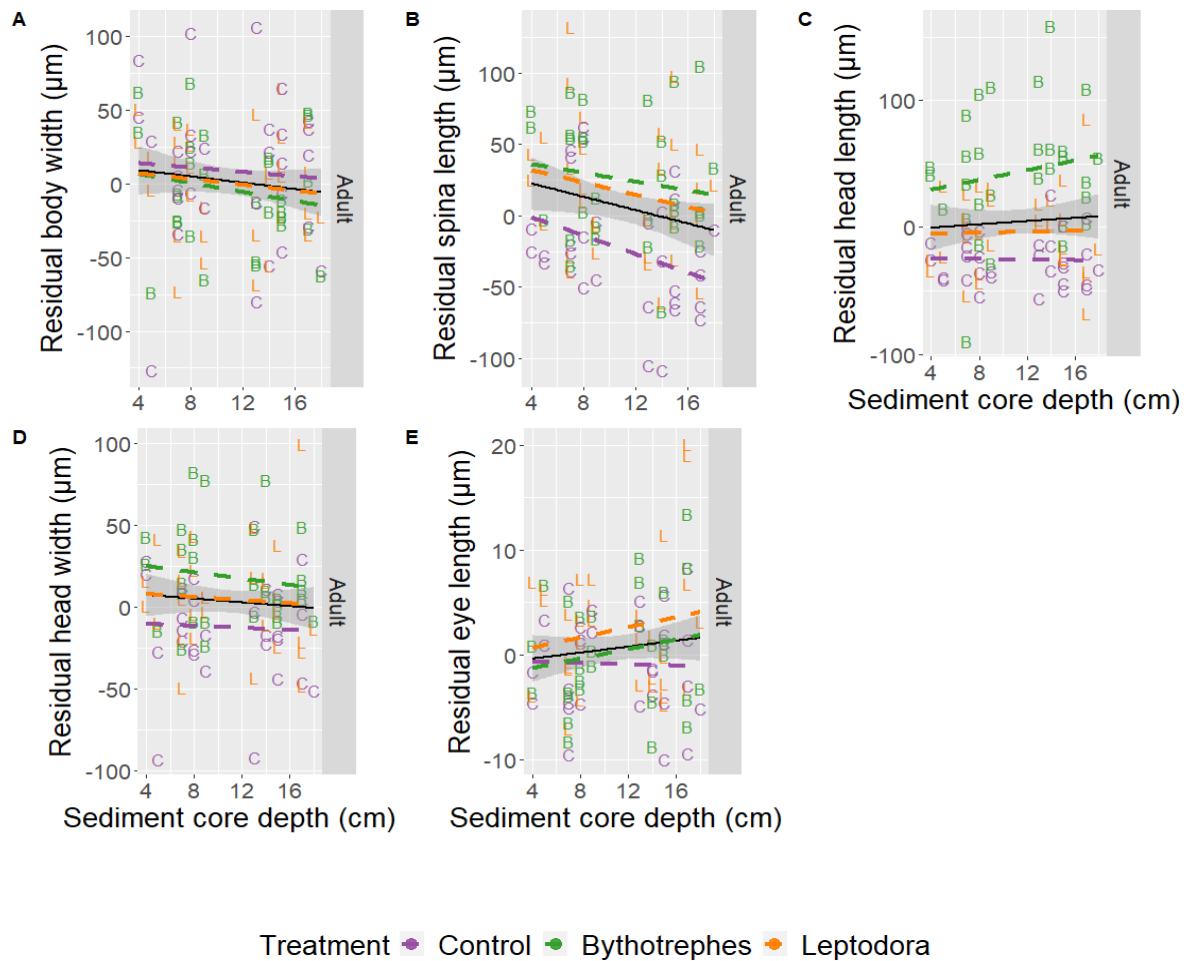 A
Residual body width (µm)
100
50
0
-50
-100
4 8 12 16
Adult
B
Residual spina length (µm)
100
50
0
-50
-100
4 8 12 16
Adult
C
Residual head length (µm)
100
0
-100
4 8 12 16
Adult
Sediment core depth (cm)
D
Residual head width (µm)
100
50
0
-50
-100
4 8 12 16
Adult
Sediment core depth (cm)
E
Residual eye length (µm)
20
10
0
-10
4 8 12 16
Adult
Sediment core depth (cm)
Treatment Control Bythotrephes Leptodora